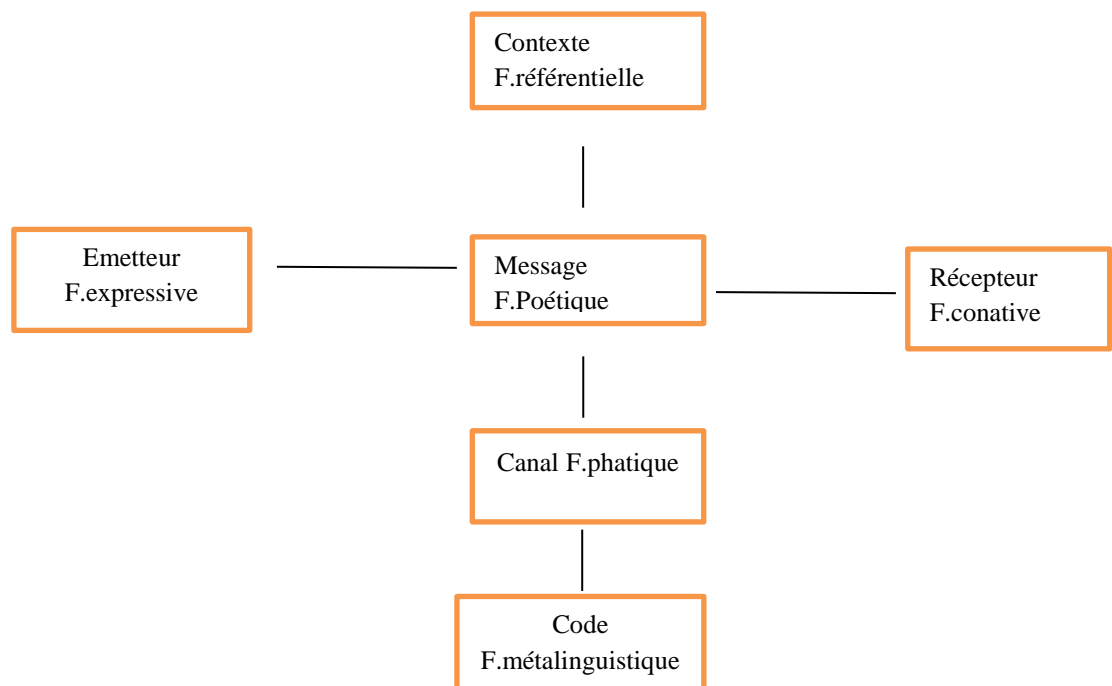 Contexte
F.référentielle
Emetteur
F.expressive
Message
F.Poétique
Récepteur
F.conative
Canal F.phatique
Code
F.métalinguistique